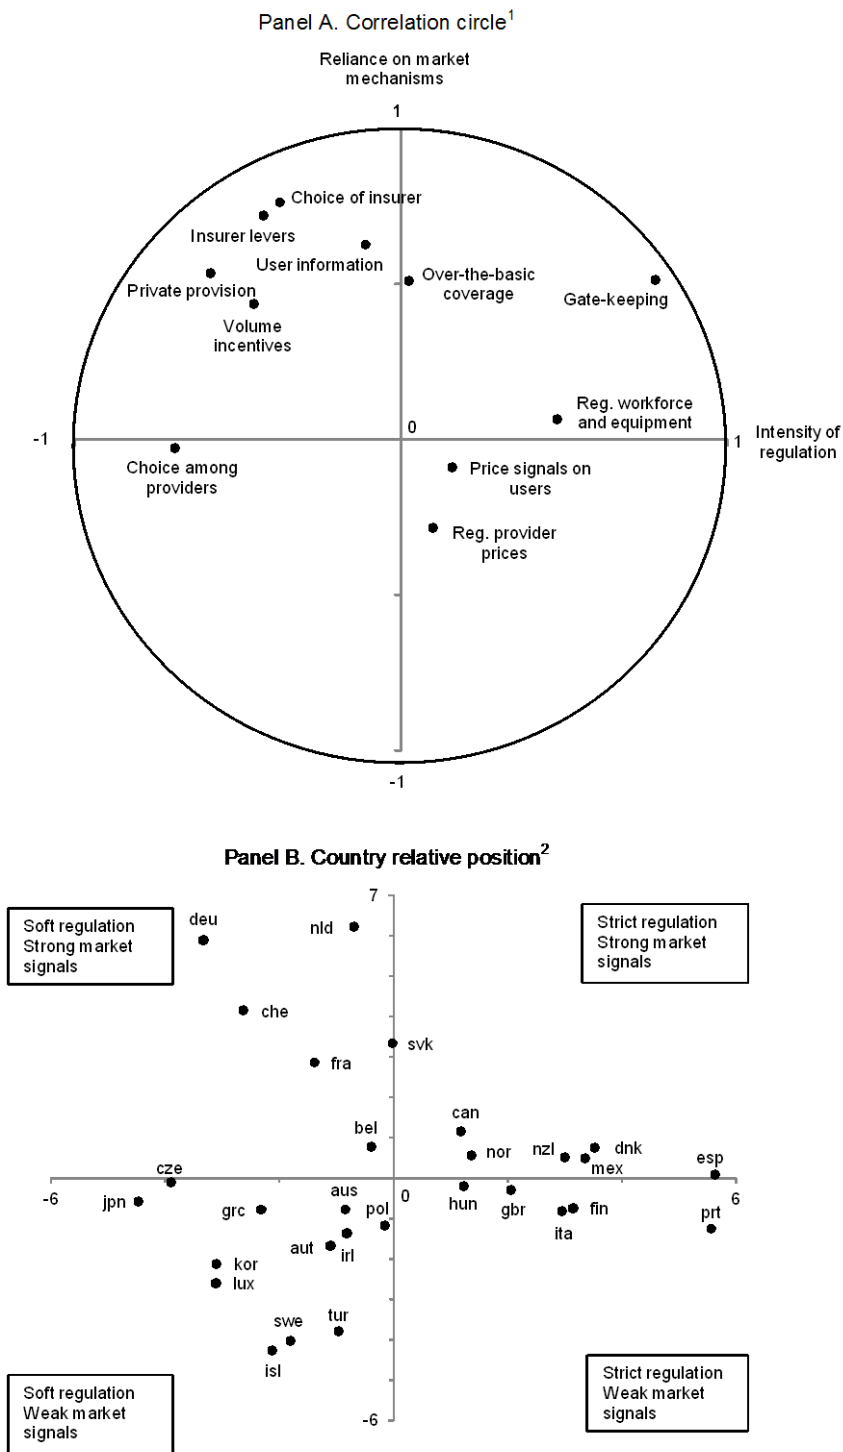 Panel A. Correlation circle1
Reliance on market
mechanisms
1
Choice of insurer
Insurer levers
User information
Private provision
Over-the-basic
coverage
Gate-keeping
Volume
incentives
Reg. workforce
and equipment
0
-1
1
Intensity of
regulation
Choice among
providers
Price signals on
users
Reg. provider
prices
-1
Panel B. Country relative position2
7
Soft regulation
Strong market
signals
deu
nld
Strict regulation
Strong market
signals
che
svk
fra
can
bel
nor
nzl
dnk
mex
esp
cze
-6
0
6
jpn
grc
aus
pol
hun
gbr
fin
ita
prt
aut
irl
kor
lux
swe
tur
isl
Soft regulation
Weak market
signals
Strict regulation
Weak market
signals
-6